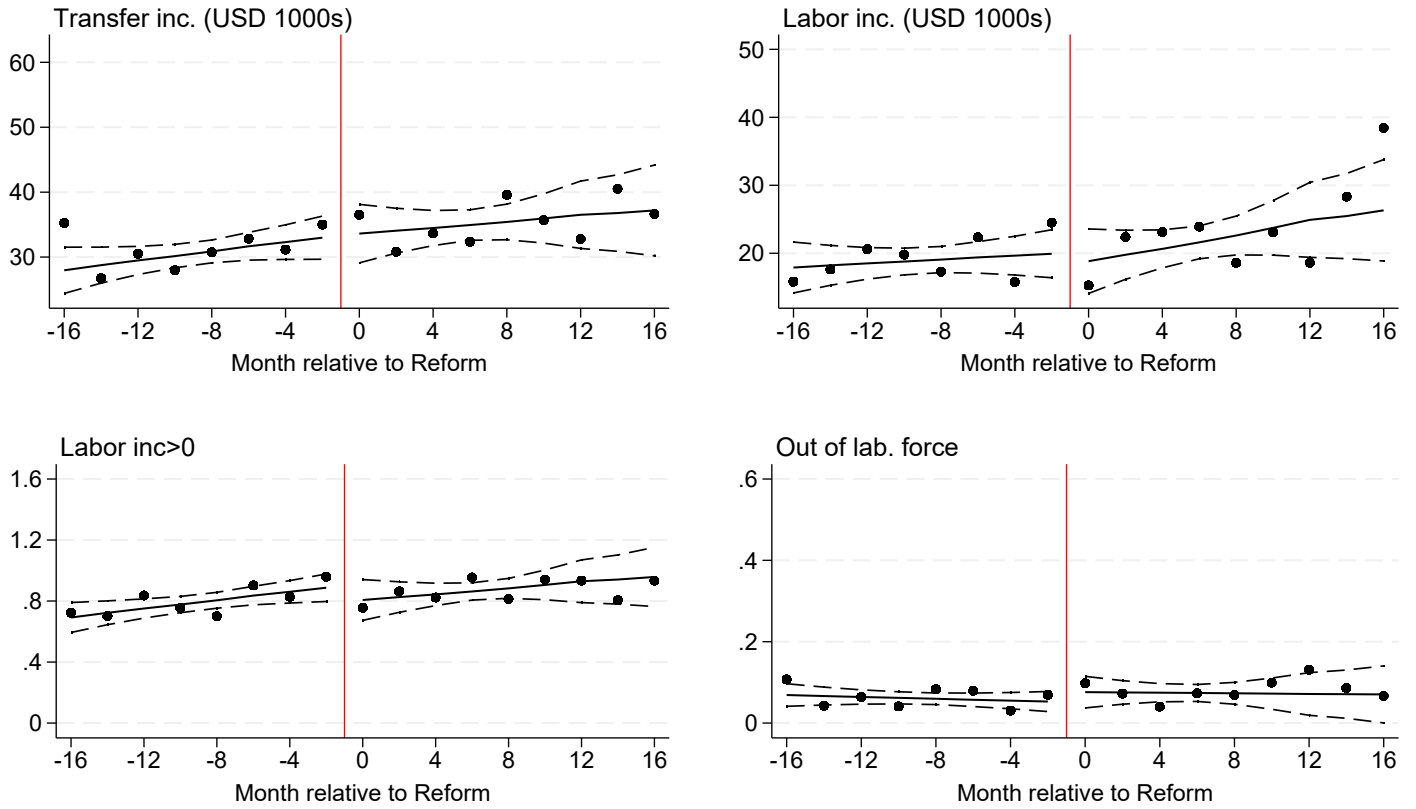 Transfer inc. (USD 1000s)
60
50
40
30
-16 -12 -8 -4 0 4 8 12 16
Month relative to Reform
Labor inc. (USD 1000s)
50
40
30
20
-16 -12 -8 -4 0 4 8 12 16
Month relative to Reform
Labor inc>0
1.6
1.2
.8
.4
0
-16 -12 -8 -4 0 4 8 12 16
Month relative to Reform
Out of lab. force
.6
.4
.2
0
-16 -12 -8 -4 0 4 8 12 16
Month relative to Reform